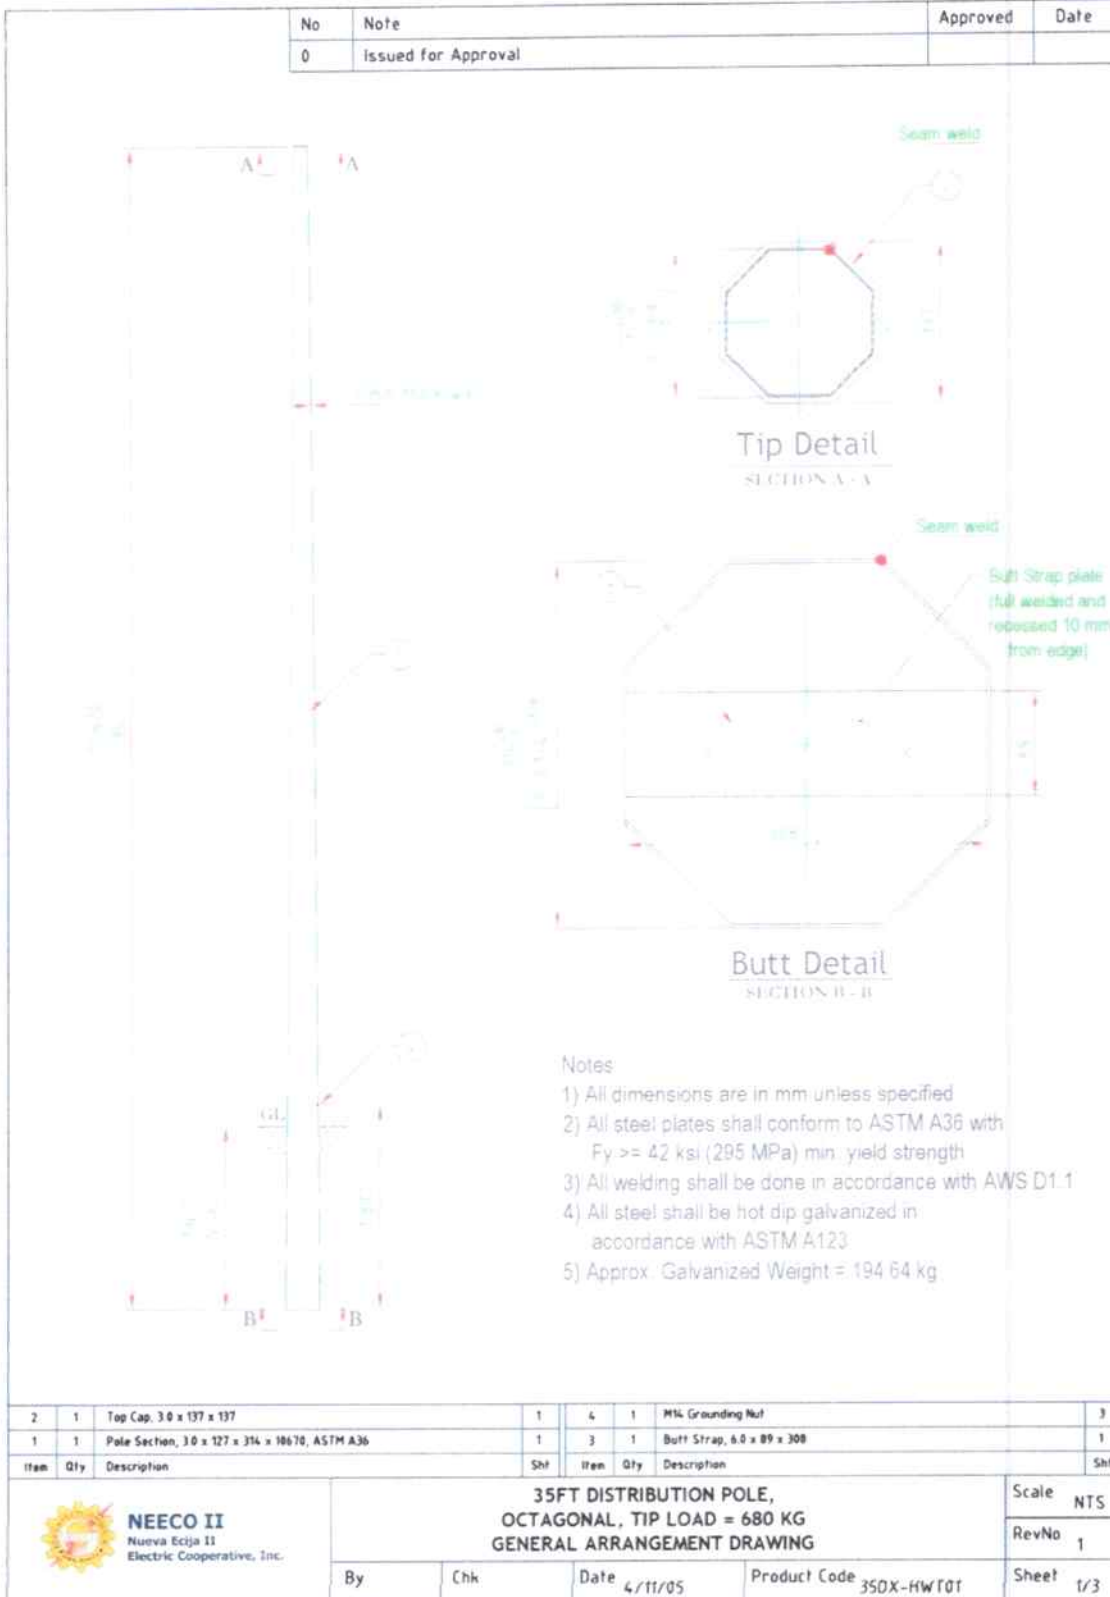 No Note Approved Date
0 Issued for Approval
Seam weld
A A
Tip Detail
SECTION A - A
Seam weld
Butt Strap plate
(full welded and
recessed 10 mm
from edge)
Butt Detail
SECTION B - B
GL
B B
Notes
1) All dimensions are in mm unless specified
2) All steel plates shall conform to ASTM A36 with
Fy >= 42 ksi (295 MPa) min. yield strength
3) All welding shall be done in accordance with AWS D1.1
4) All steel shall be hot dip galvanized in
accordance with ASTM A123
5) Approx. Galvanized Weight = 194.64 kg
2 1 Top Cap, 3.0 x 137 x 137 1 4 1 M14 Grounding Nut 3
1 1 Pole Section, 3.0 x 127 x 314 x 10670, ASTM A36 1 3 1 Butt Strap, 6.0 x 89 x 308 1
Item Qty Description Sht Item Qty Description Sht
NEECO II
Nueva Ecija II
Electric Cooperative, Inc.
35FT DISTRIBUTION POLE,
OCTAGONAL, TIP LOAD = 680 KG
GENERAL ARRANGEMENT DRAWING
Scale NTS
RevNo 1
By Chk Date 4/11/05 Product Code 35OX-HWT01 Sheet 1/3